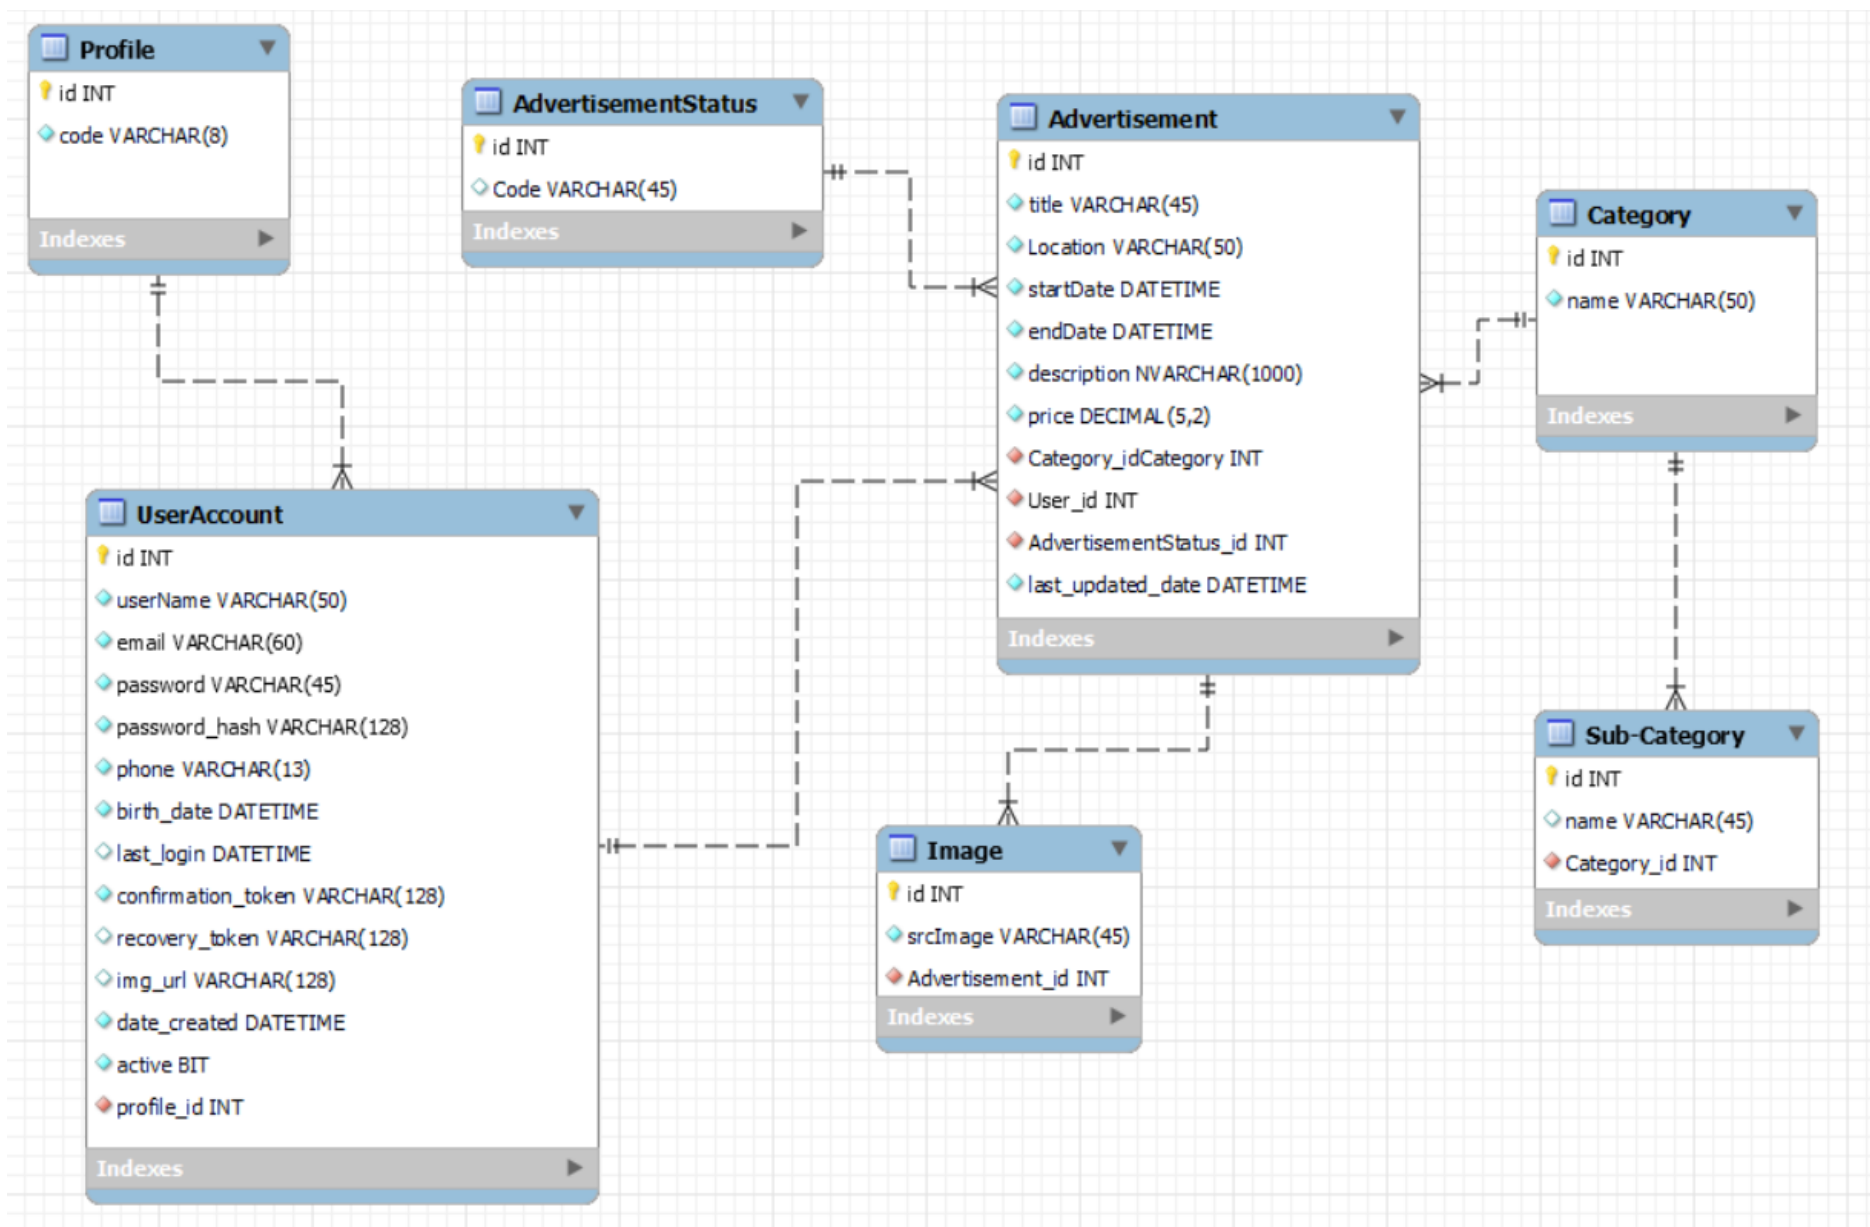 Profile
id INT
code VARCHAR(8)
Indexes
AdvertisementStatus
id INT
Code VARCHAR(45)
Indexes
Advertisement
id INT
title VARCHAR(45)
Location VARCHAR(50)
startDate DATETIME
endDate DATETIME
description NVARCHAR(1000)
price DECIMAL(5,2)
Category_idCategory INT
User_id INT
AdvertisementStatus_id INT
last_updated_date DATETIME
Indexes
Category
id INT
name VARCHAR(50)
Indexes
UserAccount
id INT
userName VARCHAR(50)
email VARCHAR(60)
password VARCHAR(45)
password_hash VARCHAR(128)
phone VARCHAR(13)
birth_date DATETIME
last_login DATETIME
confirmation_token VARCHAR(128)
recovery_token VARCHAR(128)
img_url VARCHAR(128)
date_created DATETIME
active BIT
profile_id INT
Indexes
Image
id INT
srcImage VARCHAR(45)
Advertisement_id INT
Indexes
Sub-Category
id INT
name VARCHAR(45)
Category_id INT
Indexes